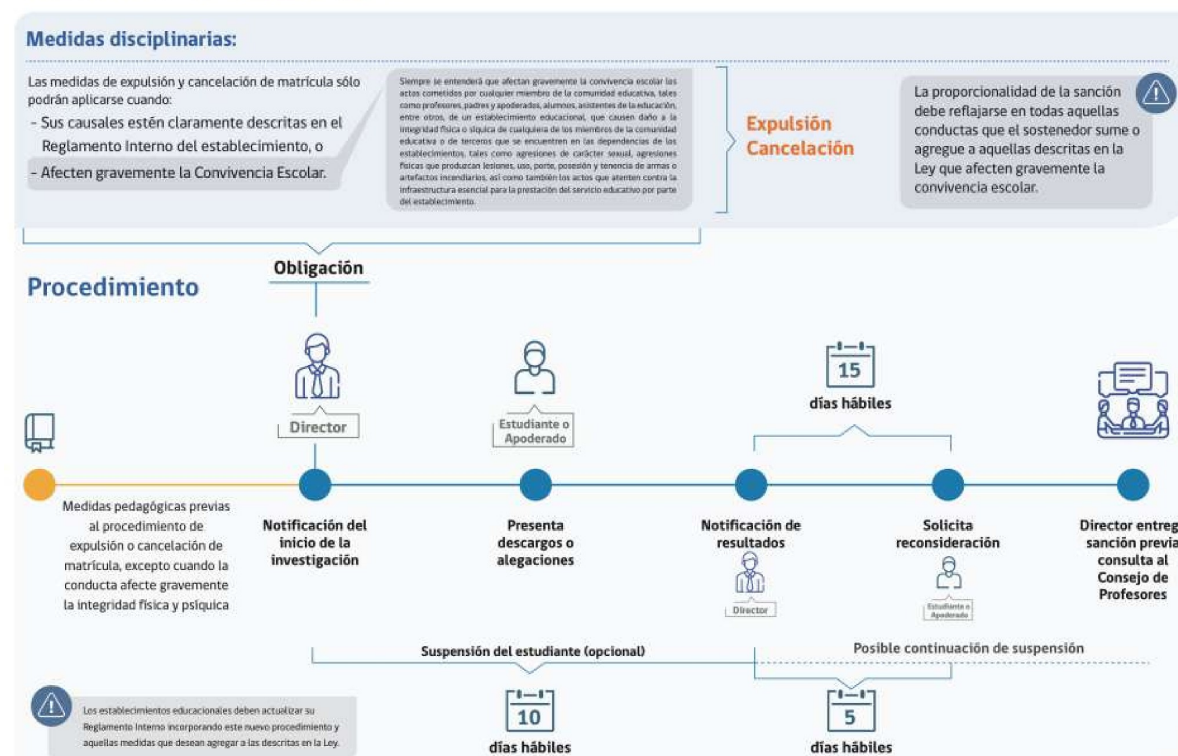 Medidas disciplinarias:
Las medidas de expulsión y cancelación de matrícula sólo
podrán aplicarse cuando:
- Sus causales estén claramente descritas en el
Reglamento Interno del establecimiento, o
- Afecten gravemente la Convivencia Escolar.
Siempre se entenderá que afectan gravemente la convivencia escolar los
actos cometidos por cualquier miembro de la comunidad educativa, tales
como profesores, padres y apoderados, alumnos, asistentes de la educación,
entre otros, de un establecimiento educacional, que causen daño a la
integridad física o síquica de cualquiera de los miembros de la comunidad
educativa o de terceros que se encuentren en las dependencias de los
establecimientos, tales como agresiones de carácter sexual, agresiones
físicas que produzcan lesiones, uso, porte, posesión y tenencia de armas o
artefactos incendiarios, así como también los actos que atenten contra la
infraestructura esencial para la prestación del servicio educativo por parte
del establecimiento.
Expulsión
Cancelación
La proporcionalidad de la sanción
debe reflejarse en todas aquellas
conductas que el sostenedor sume o
agregue a aquellas descritas en la
Ley que afecten gravemente la
convivencia escolar.
Obligación
Procedimiento
Director
Estudiante o
Apoderado
15
días hábiles
Medidas pedagógicas previas
al procedimiento de
expulsión o cancelación de
matrícula, excepto cuando la
conducta afecte gravemente
la integridad física y psíquica
Notificación del
inicio de la
investigación
Presenta
descargos o
alegaciones
Notificación de
resultados
Director
Solicita
reconsideración
Estudiante o
Apoderado
Director entreg
sanción previa
consulta al
Consejo de
Profesores
Suspensión del estudiante (opcional)
Posible continuación de suspensión
10
días hábiles
5
días hábiles
Los establecimientos educacionales deben actualizar su
Reglamento Interno incorporando este nuevo procedimiento y
aquellas medidas que desean agregar a las descritas en la Ley.